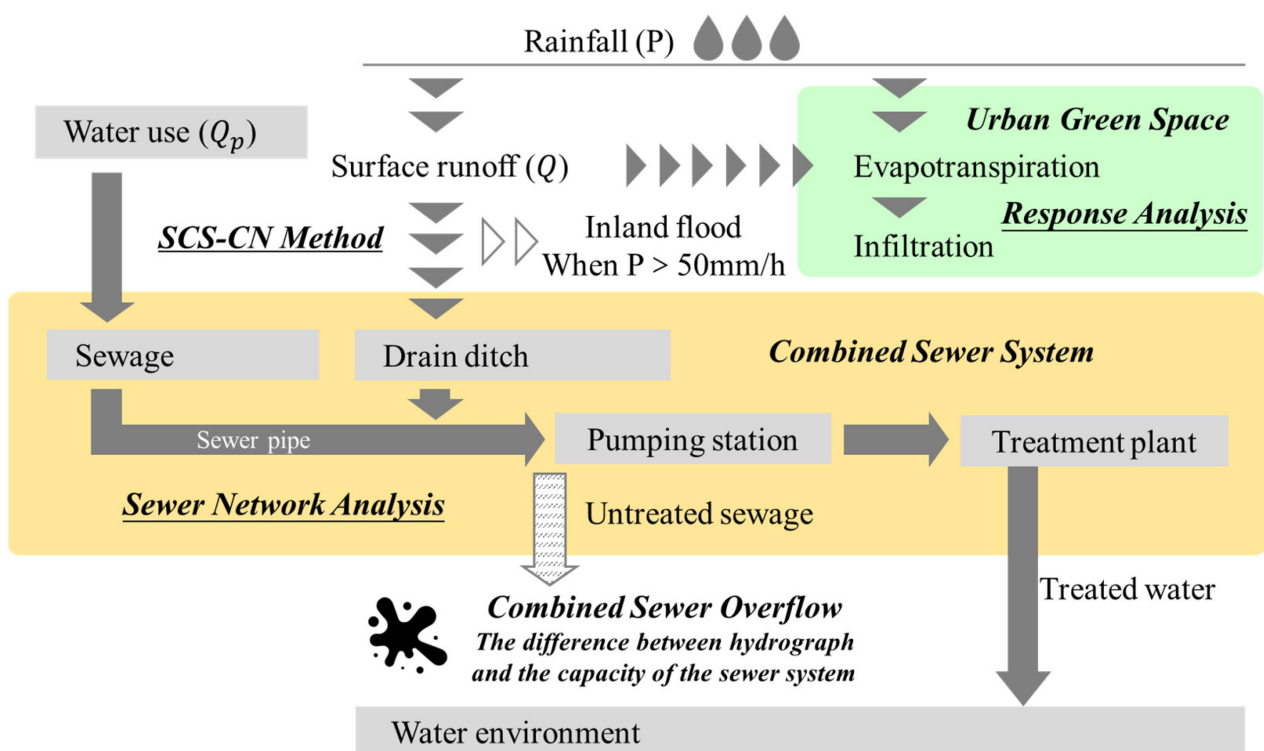 Rainfall (P)
Water use (Qp)
Surface runoff (Q)
Urban Green Space
Evapotranspiration
Response Analysis
Infiltration
SCS-CN Method
Inland flood
When P > 50mm/h
Sewage
Drain ditch
Combined Sewer System
Sewer pipe
Pumping station
Treatment plant
Sewer Network Analysis
Untreated sewage
Combined Sewer Overflow
The difference between hydrograph
and the capacity of the sewer system
Treated water
Water environment